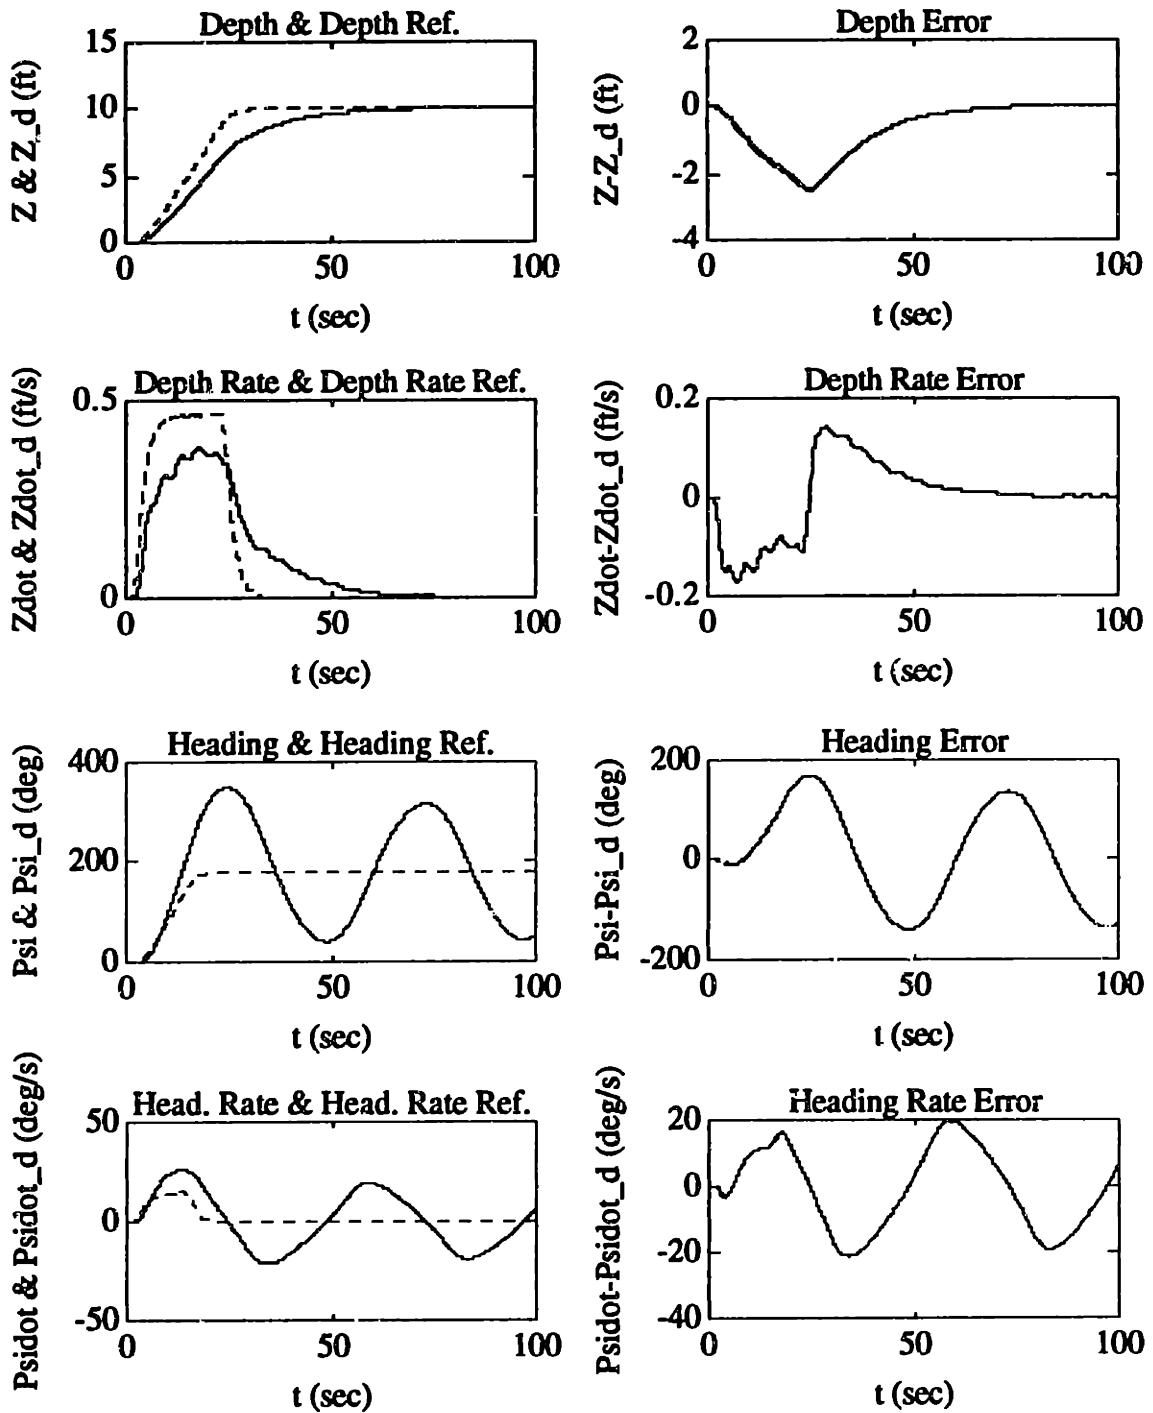 Depth & Depth Ref.
Z & Z_d (ft)
15
10
5
0
0
50
100
t (sec)
Depth Error
Z-Z_d (ft)
2
0
-2
-4
0
50
100
t (sec)
Depth Rate & Depth Rate Ref.
Zdot & Zdot_d (ft/s)
0.5
0
0
50
100
t (sec)
Depth Rate Error
Zdot-Zdot_d (ft/s)
0.2
0
-0.2
0
50
100
t (sec)
Heading & Heading Ref.
Psi & Psi_d (deg)
400
200
0
0
50
100
t (sec)
Heading Error
Psi-Psi_d (deg)
200
0
-200
0
50
100
t (sec)
Head. Rate & Head. Rate Ref.
Psidot & Psidot_d (deg/s)
50
0
-50
0
50
100
t (sec)
Heading Rate Error
Psidot-Psidot_d (deg/s)
20
0
-20
-40
0
50
100
t (sec)